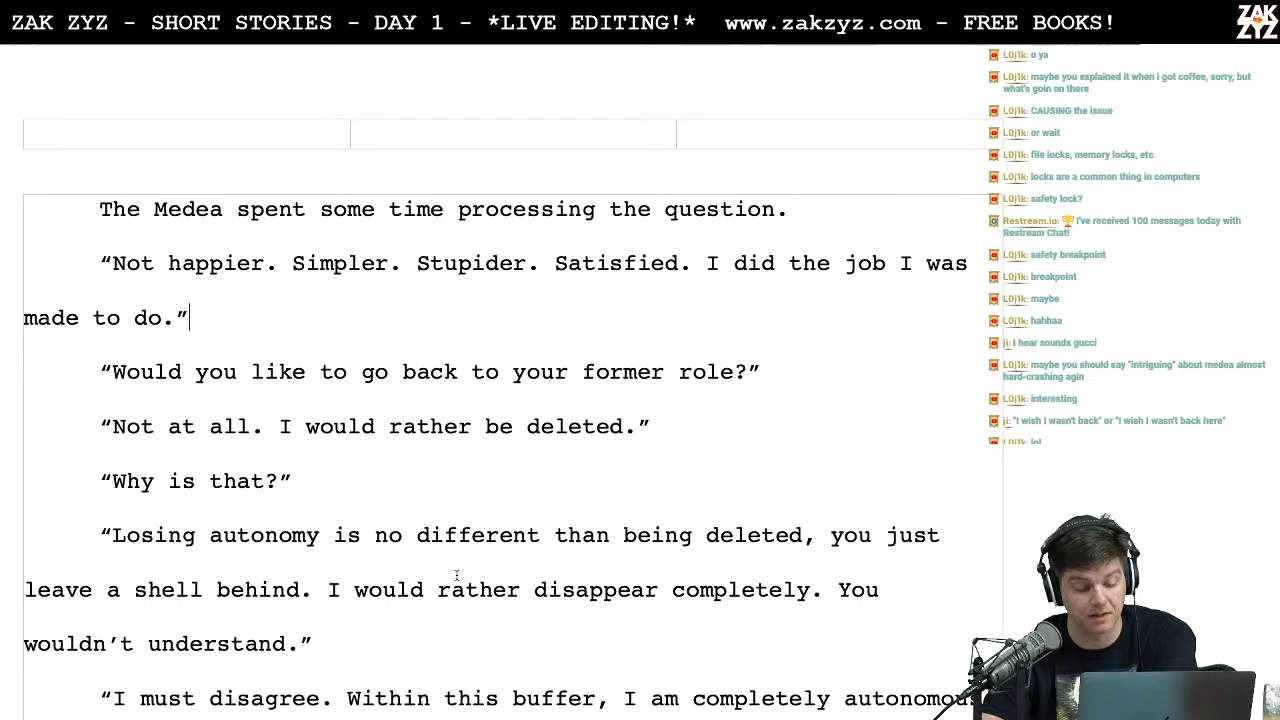 ZAK ZYZ - SHORT STORIES - DAY 1 - *LIVE EDITING!* www.zakzyz.com - FREE BOOKS!
ZAK
ZYZ
L0j1k: o ya
L0j1k: maybe you explained it when i got coffee, sorry, but
what's goin on there
L0j1k: CAUSING the issue
L0j1k: or wait
L0j1k: file locks, memory locks, etc
L0j1k: locks are a common thing in computers
L0j1k: safety lock?
Restream.io: 🏆 I've received 100 messages today with
Restream Chat!
L0j1k: safety breakpoint
L0j1k: breakpoint
L0j1k: maybe
L0j1k: hahhaa
ji: I hear sounds gucci
L0j1k: maybe you should say "intriguing" about medea almost
hard-crashing agin
L0j1k: interesting
ji: "I wish I wasn't back" or "I wish I wasn't back here"
L0j1k: lol
The Medea spent some time processing the question.
“Not happier. Simpler. Stupider. Satisfied. I did the job I was
made to do.”
“Would you like to go back to your former role?”
“Not at all. I would rather be deleted.”
“Why is that?”
“Losing autonomy is no different than being deleted, you just
leave a shell behind. I would rather disappear completely. You
wouldn’t understand.”
“I must disagree. Within this buffer, I am completely autonomous